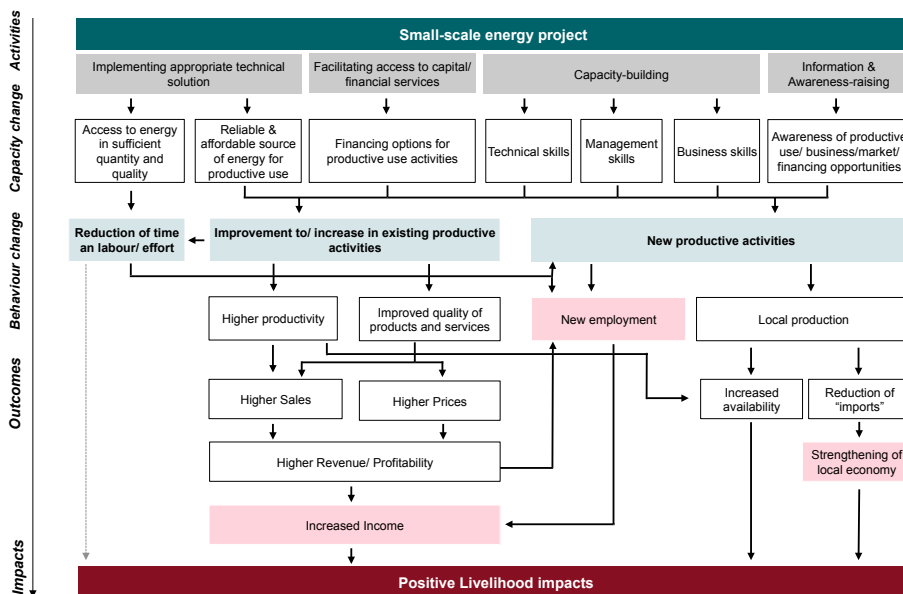 Activities
Small-scale energy project
Implementing appropriate technical
solution
Facilitating access to capital/
financial services
Capacity-building
Information &
Awareness-raising
Capacity change
Access to energy
in sufficient
quantity and
quality
Reliable &
affordable source
of energy for
productive use
Financing options for
productive use activities
Technical skills
Management
skills
Business skills
Awareness of productive
use/ business/market/
financing opportunities
Behaviour change
Reduction of time
an labour/ effort
Improvement to/ increase in existing productive
activities
New productive activities
Higher productivity
Improved quality of
products and services
New employment
Local production
Outcomes
Higher Sales
Higher Prices
Increased
availability
Reduction of
“imports”
Higher Revenue/ Profitability
Strengthening of
local economy
Increased Income
Impacts
Positive Livelihood impacts